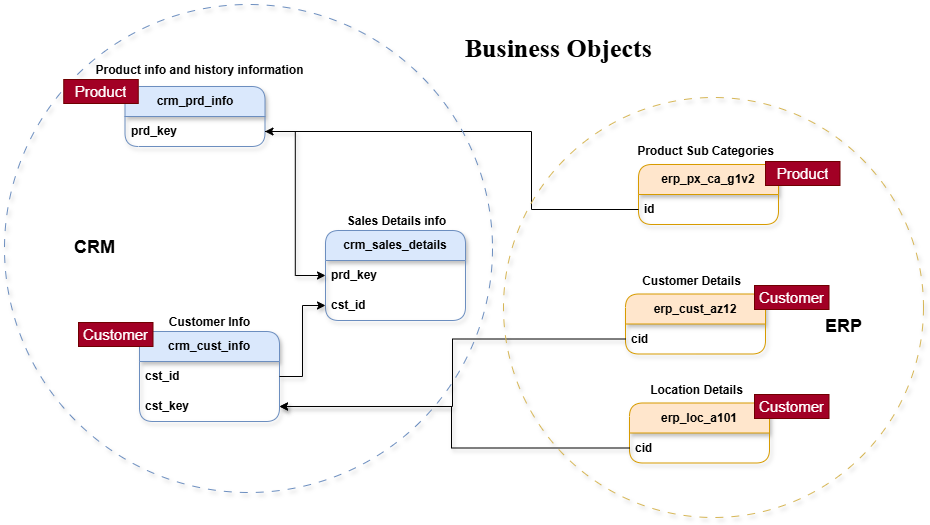 Business Objects
Product info and history information
Product
crm_prd_info
prd_key
CRM
Sales Details info
crm_sales_details
prd_key
cst_id
Customer Info
Customer
crm_cust_info
cst_id
cst_key
Product Sub Categories
Product
erp_px_ca_g1v2
id
Customer Details
Customer
erp_cust_az12
cid
ERP
Location Details
Customer
erp_loc_a101
cid